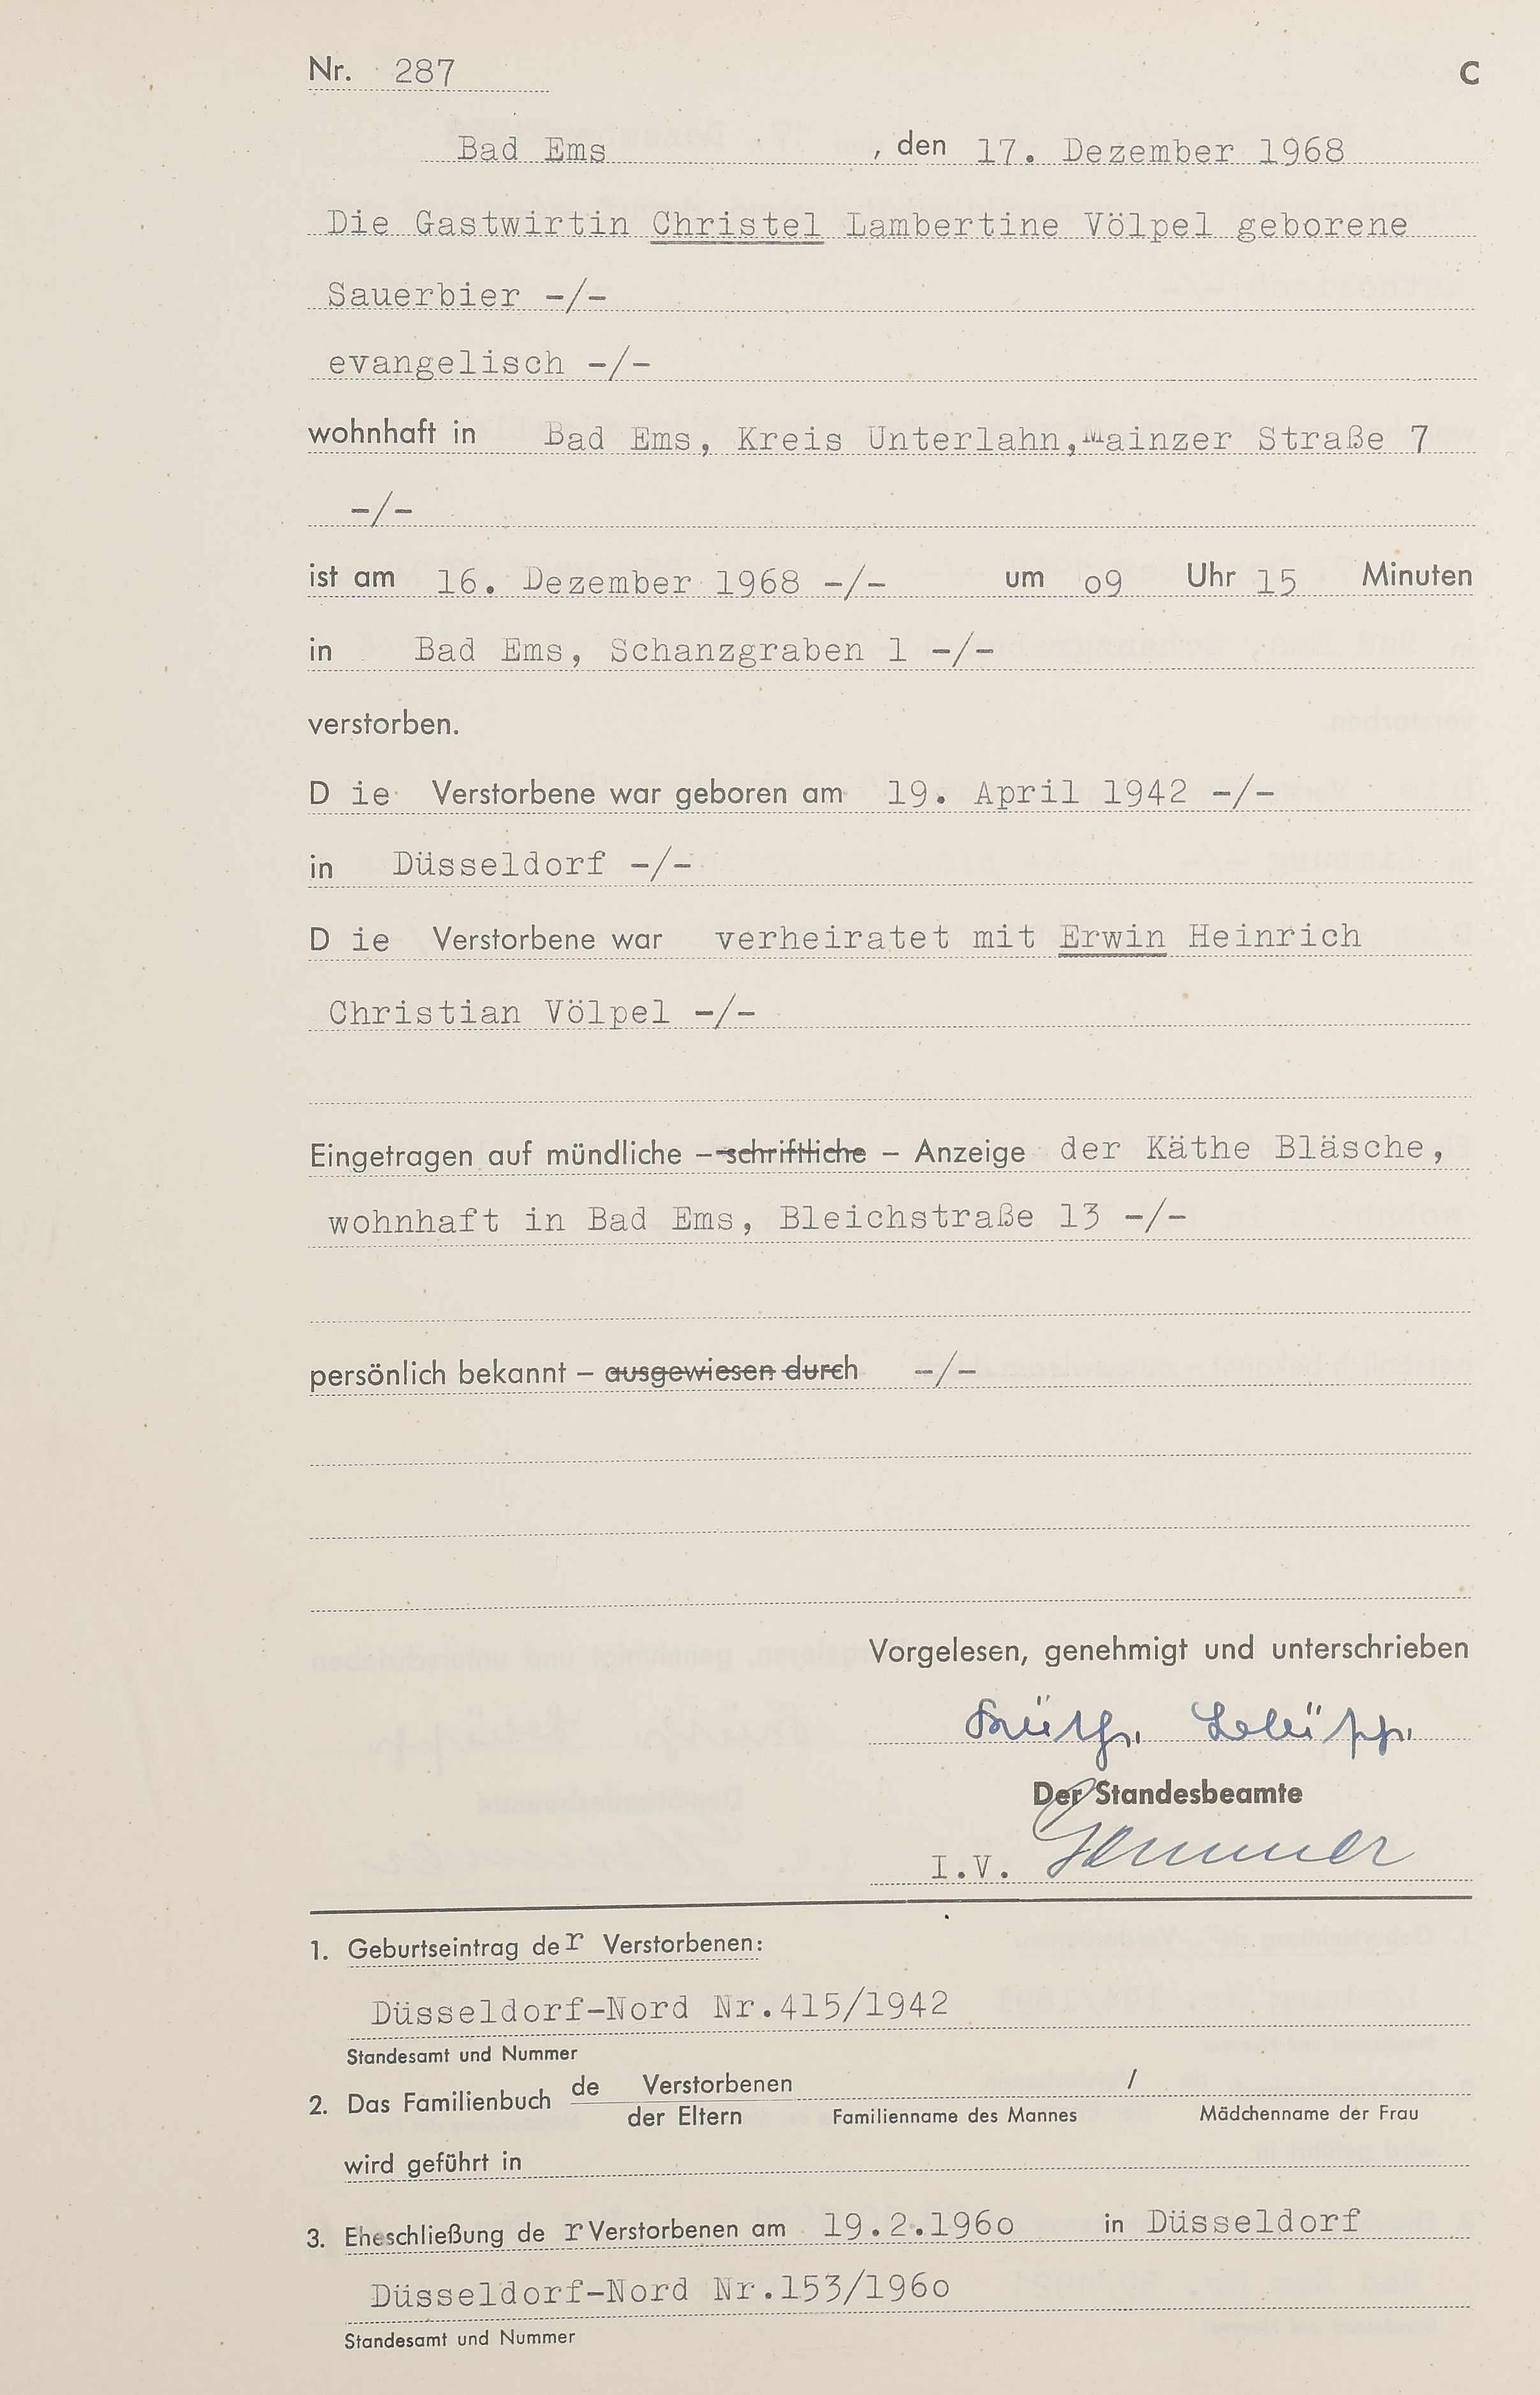 Nr. 287 C
Bad Ems , den 17. Dezember 1968
Die Gastwirtin Christel Lambertine Völpel geborene
Sauerbier -/-
evangelisch -/-
wohnhaft in Bad Ems, Kreis Unterlahn, Mainzer Straße 7
-/-
ist am 16. Dezember 1968 -/- um o9 Uhr 15 Minuten
in Bad Ems, Schanzgraben 1 -/-
verstorben.
D ie Verstorbene war geboren am 19. April 1942 -/-
in Düsseldorf -/-
D ie Verstorbene war verheiratet mit Erwin Heinrich
Christian Völpel -/-
Eingetragen auf mündliche – schriftliche – Anzeige der Käthe Bläsche,
wohnhaft in Bad Ems, Bleichstraße 13 -/-
persönlich bekannt – ausgewiesen durch -/-
Vorgelesen, genehmigt und unterschrieben
Der Standesbeamte
I.V.
1. Geburtseintrag der Verstorbenen:
Düsseldorf-Nord Nr.415/1942
Standesamt und Nummer
2. Das Familienbuch de Verstorbenen /
der Eltern Familienname des Mannes Mädchenname der Frau
wird geführt in
3. Eheschließung de r Verstorbenen am 19.2.196o in Düsseldorf
Düsseldorf-Nord Nr.153/196o
Standesamt und Nummer